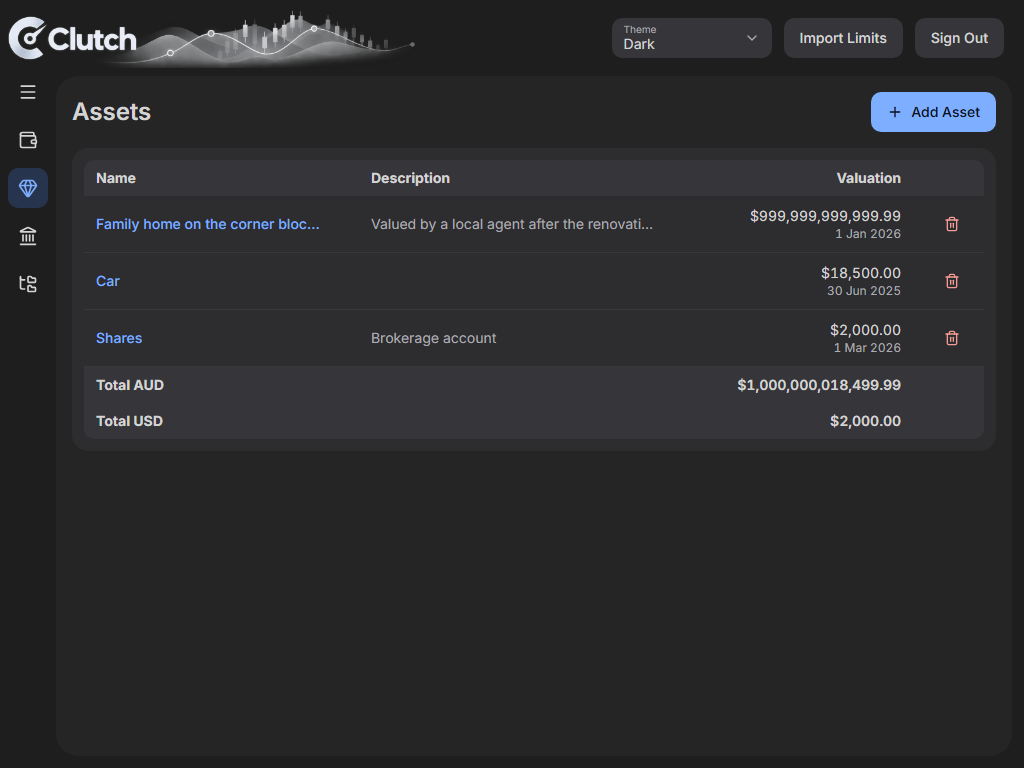 Clutch
Theme
Dark
Import Limits
Sign Out
Assets
+ Add Asset
Name Description Valuation
Family home on the corner bloc... Valued by a local agent after the renovati... $999,999,999,999.99
1 Jan 2026
Car $18,500.00
30 Jun 2025
Shares Brokerage account $2,000.00
1 Mar 2026
Total AUD $1,000,000,018,499.99
Total USD $2,000.00